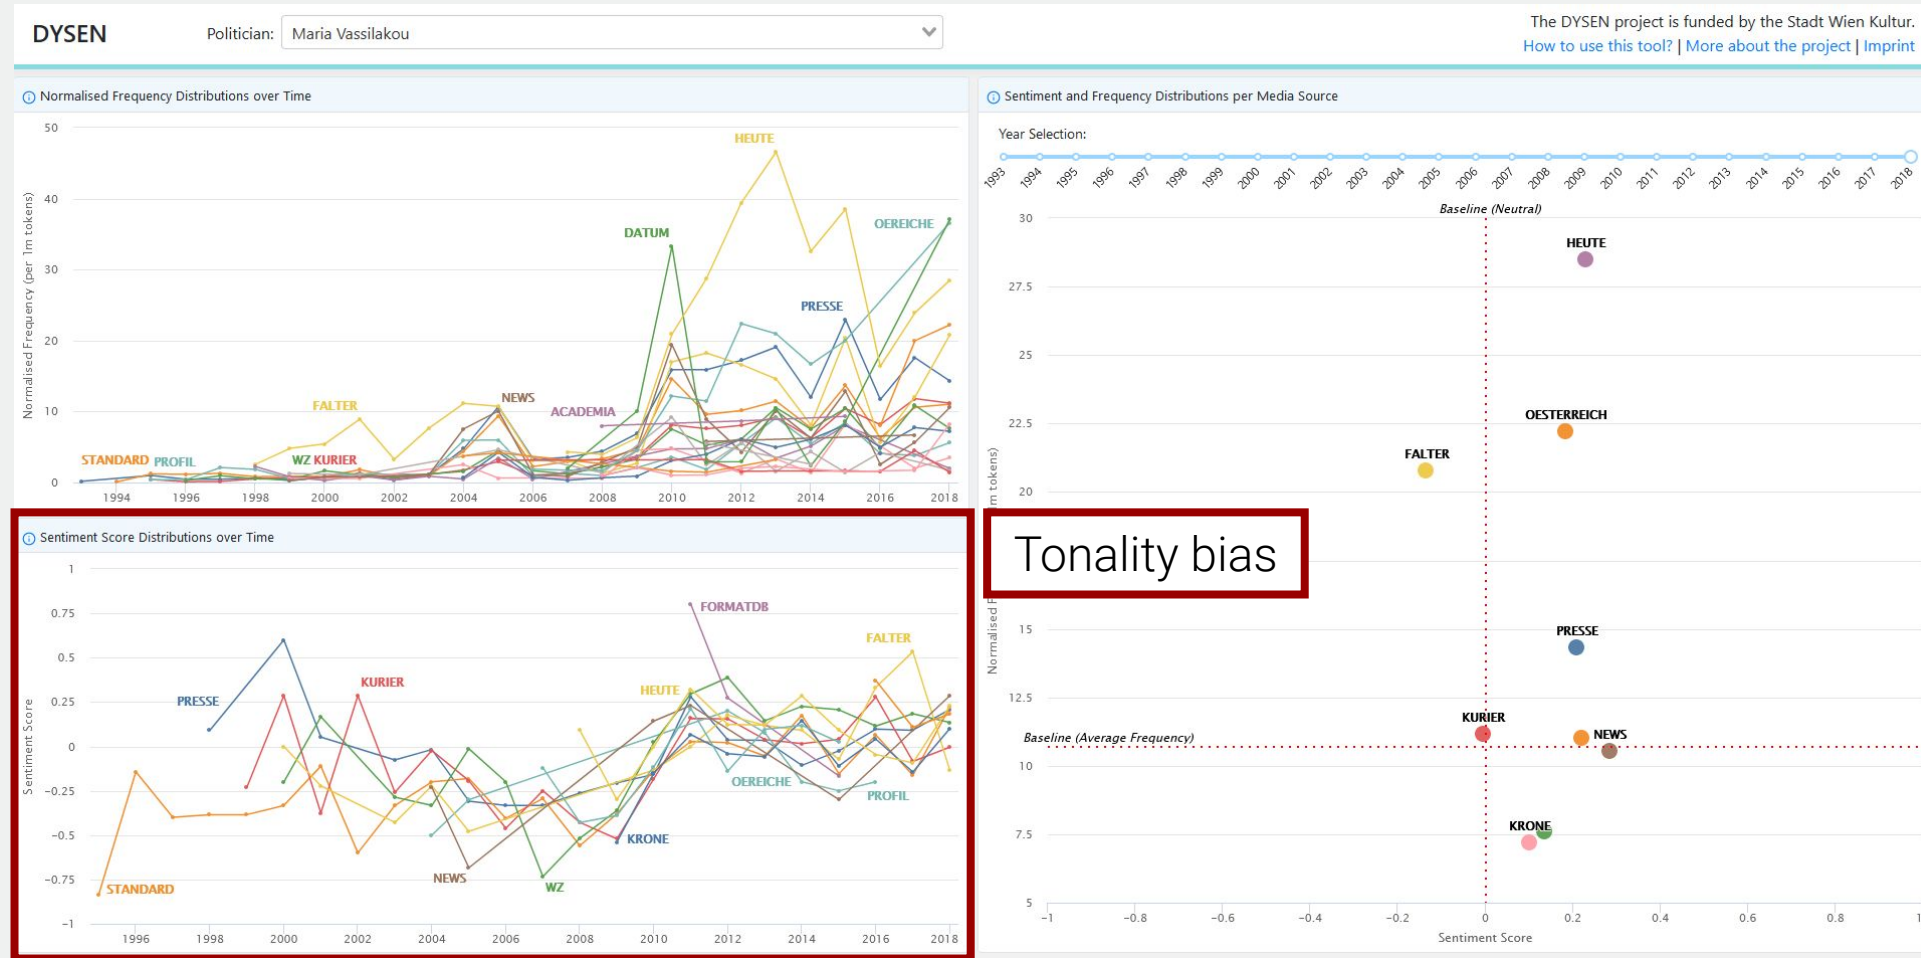 DYSEN
Politician: Maria Vassilakou
The DYSEN project is funded by the Stadt Wien Kultur.
How to use this tool? | More about the project | Imprint
Normalised Frequency Distributions over Time
50
40
30
20
10
0
Normalised Frequency (per 1m tokens)
HEUTE
DATUM
OEREICHE
PRESSE
NEWS
FALTER
ACADEMIA
STANDARD
PROFIL
WZ
KURIER
1994 1996 1998 2000 2002 2004 2006 2008 2010 2012 2014 2016 2018
Sentiment Score Distributions over Time
1
0.75
0.5
0.25
0
−0.25
−0.5
−0.75
−1
Sentiment Score
FORMATDB
FALTER
KURIER
HEUTE
PRESSE
OEREICHE
PROFIL
KRONE
NEWS
WZ
STANDARD
1996 1998 2000 2002 2004 2006 2008 2010 2012 2014 2016 2018
Sentiment and Frequency Distributions per Media Source
Year Selection:
1993 1994 1995 1996 1997 1998 1999 2000 2001 2002 2003 2004 2005 2006 2007 2008 2009 2010 2011 2012 2013 2014 2015 2016 2017 2018
Baseline (Neutral)
30
27.5
25
22.5
20
15
12.5
10
7.5
5
HEUTE
OESTERREICH
FALTER
Tonality bias
PRESSE
KURIER
Baseline (Average Frequency)
NEWS
KRONE
−1 −0.8 −0.6 −0.4 −0.2 0 0.2 0.4 0.6 0.8 1
Sentiment Score